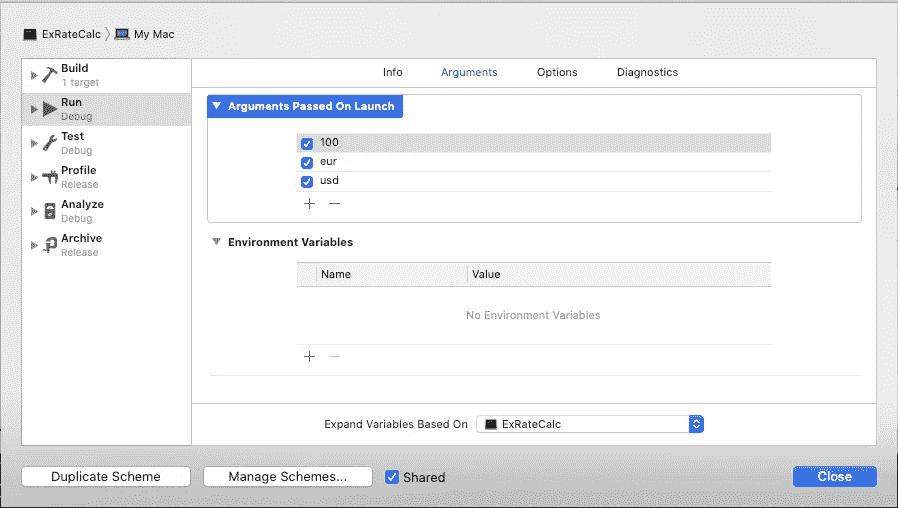 ExRateCalc My Mac
Build
1 target
Run
Debug
Test
Debug
Profile
Release
Analyze
Debug
Archive
Release
Info Arguments Options Diagnostics
Arguments Passed On Launch
100
eur
usd
Environment Variables
Name Value
No Environment Variables
Expand Variables Based On ExRateCalc
Duplicate Scheme Manage Schemes... Shared Close